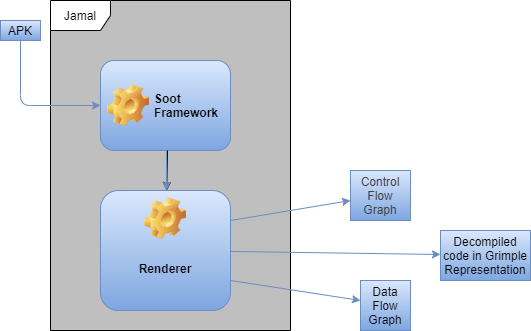 Jamal
APK
Soot
Framework
Control
Flow
Graph
Renderer
Decompiled
code in Grimple
Representation
Data
Flow
Graph